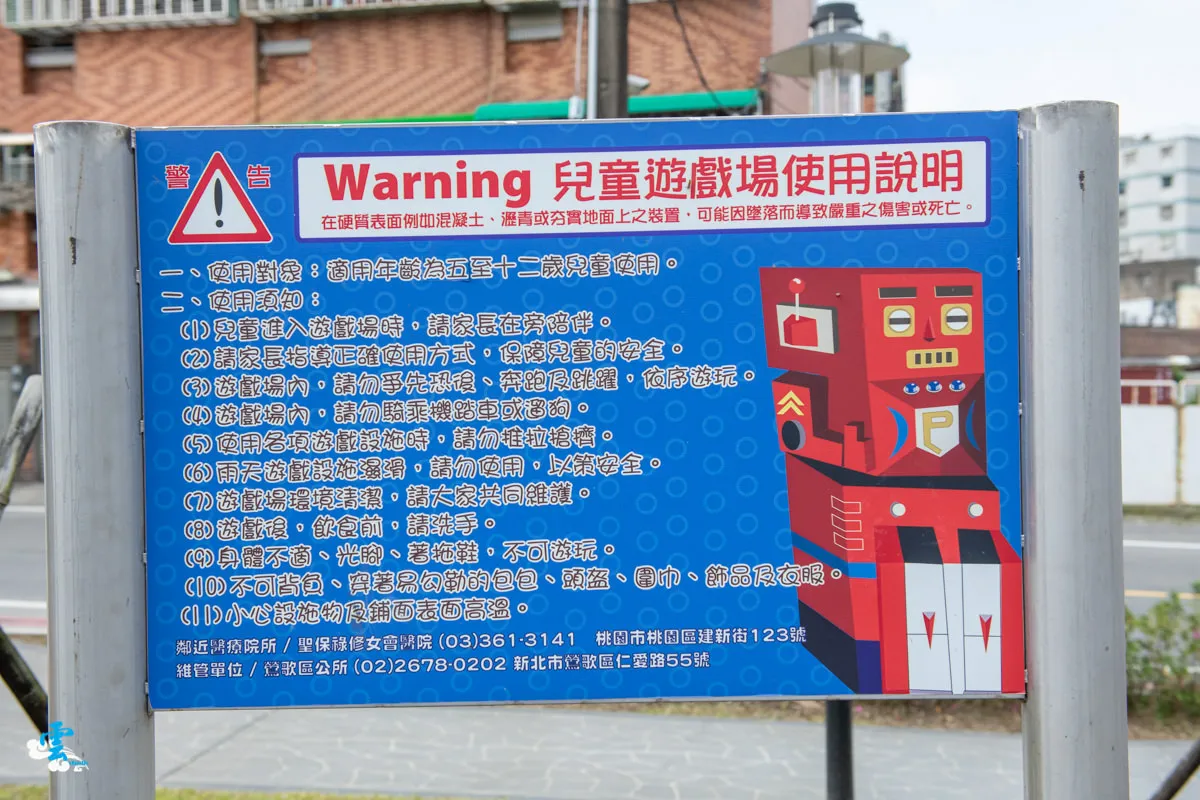 警告
Warning 兒童遊戲場使用說明
在硬質表面例如混凝土、瀝青或夯實地面上之裝置，可能因墜落而導致嚴重之傷害或死亡。
一、使用對象：適用年齡為五至十二歲兒童使用。
二、使用須知：
(1)兒童進入遊戲場時，請家長在旁陪伴。
(2)請家長指導正確使用方式，保障兒童的安全。
(3)遊戲場內，請勿爭先恐後、奔跑及跳躍，依序遊玩。
(4)遊戲場內，請勿騎乘機踏車或遛狗。
(5)使用各項遊戲設施時，請勿推拉搶擠。
(6)雨天遊戲設施濕滑，請勿使用，以策安全。
(7)遊戲場環境清潔，請大家共同維護。
(8)遊戲後，飲食前，請洗手。
(9)身體不適、光腳、著拖鞋，不可遊玩。
(10)不可背負、穿著易勾勒的包包、頭盔、圍巾、飾品及衣服。
(11)小心設施物及鋪面表面高溫。
鄰近醫療院所 / 聖保祿修女會醫院 (03)361-3141 桃園市桃園區建新街123號
維管單位 / 鶯歌區公所 (02)2678-0202 新北市鶯歌區仁愛路55號
P
雲